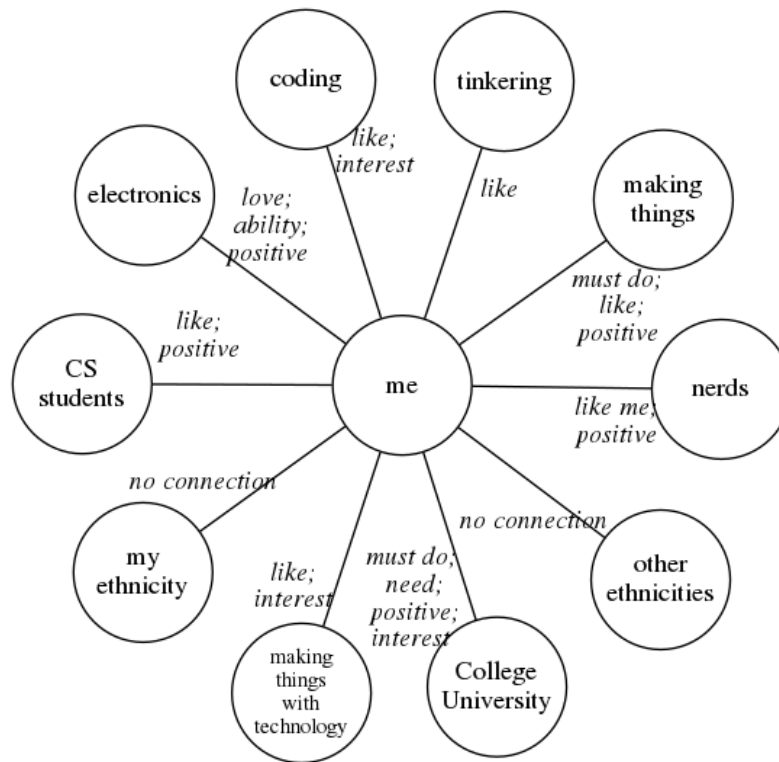 coding
tinkering
like;
interest
like
electronics
love;
ability;
positive
making
things
must do;
like;
positive
CS
students
like;
positive
me
nerds
like me;
positive
no connection
my
ethnicity
no connection
other
ethnicities
like;
interest
making
things
with
technology
must do;
need;
positive;
interest
College
University